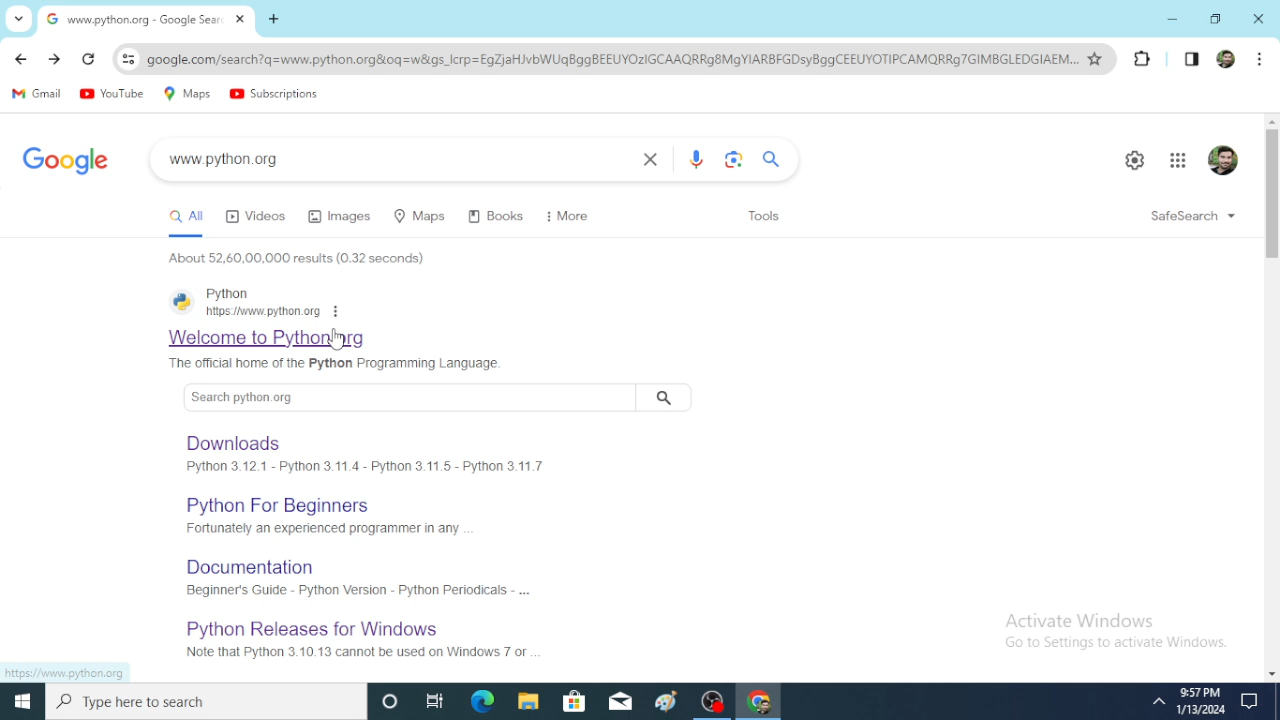 www.python.org - Google Sear
google.com/search?q=www.python.org&oq=w&gs_lcrp=EgZjaHJvbWUqBggBEEUYOzIGCAAQRRg8MgYIARBFGDsyBggCEEUYOTIPCAMQRRg7GIMBGLEDGIAEM...
Gmail YouTube Maps Subscriptions
Google www.python.org
All Videos Images Maps Books More Tools SafeSearch
About 52,60,00,000 results (0.32 seconds)
Python
https://www.python.org
Welcome to Python.org
The official home of the Python Programming Language.
Search python.org
Downloads
Python 3.12.1 - Python 3.11.4 - Python 3.11.5 - Python 3.11.7
Python For Beginners
Fortunately an experienced programmer in any ...
Documentation
Beginner's Guide - Python Version - Python Periodicals - ...
Python Releases for Windows
Note that Python 3.10.13 cannot be used on Windows 7 or ...
Activate Windows
Go to Settings to activate Windows.
https://www.python.org
Type here to search
9:57 PM
1/13/2024